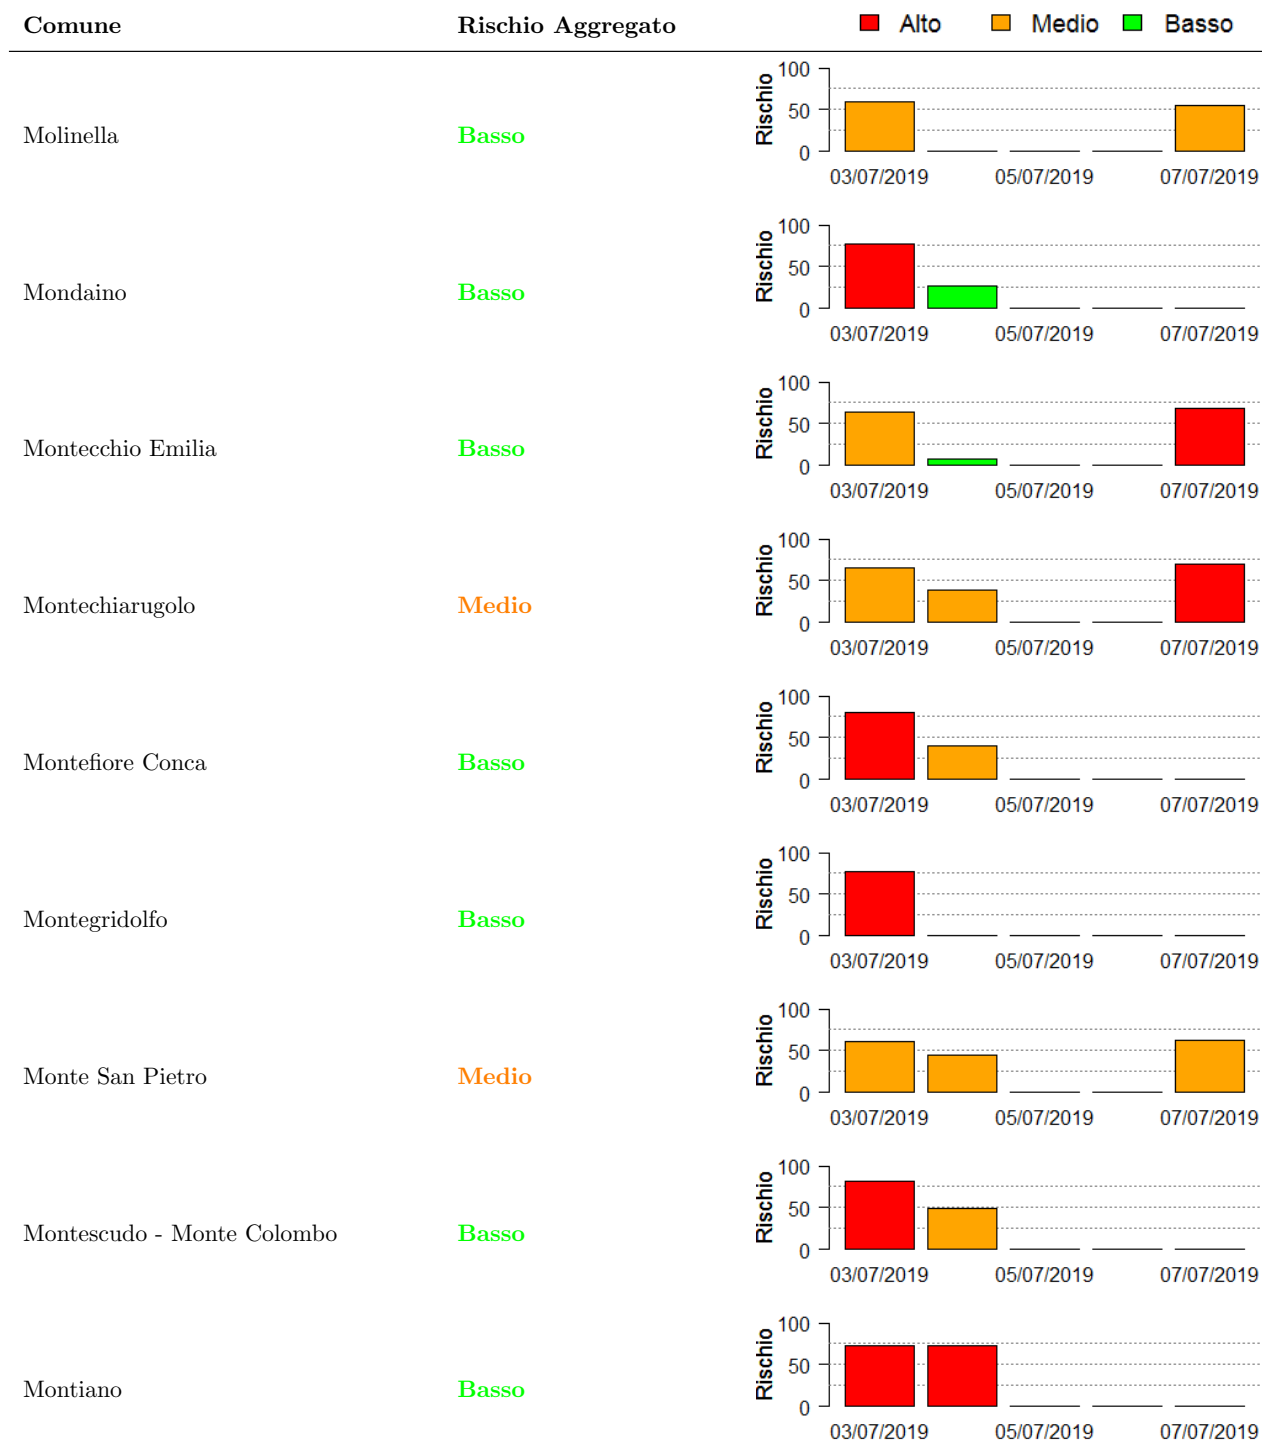 Comune Rischio Aggregato Alto Medio Basso
Molinella Basso
Rischio
100
50
0
03/07/2019 05/07/2019 07/07/2019
Mondaino Basso
Rischio
100
50
0
03/07/2019 05/07/2019 07/07/2019
Montecchio Emilia Basso
Rischio
100
50
0
03/07/2019 05/07/2019 07/07/2019
Montechiarugolo Medio
Rischio
100
50
0
03/07/2019 05/07/2019 07/07/2019
Montefiore Conca Basso
Rischio
100
50
0
03/07/2019 05/07/2019 07/07/2019
Montegridolfo Basso
Rischio
100
50
0
03/07/2019 05/07/2019 07/07/2019
Monte San Pietro Medio
Rischio
100
50
0
03/07/2019 05/07/2019 07/07/2019
Montescudo - Monte Colombo Basso
Rischio
100
50
0
03/07/2019 05/07/2019 07/07/2019
Montiano Basso
Rischio
100
50
0
03/07/2019 05/07/2019 07/07/2019